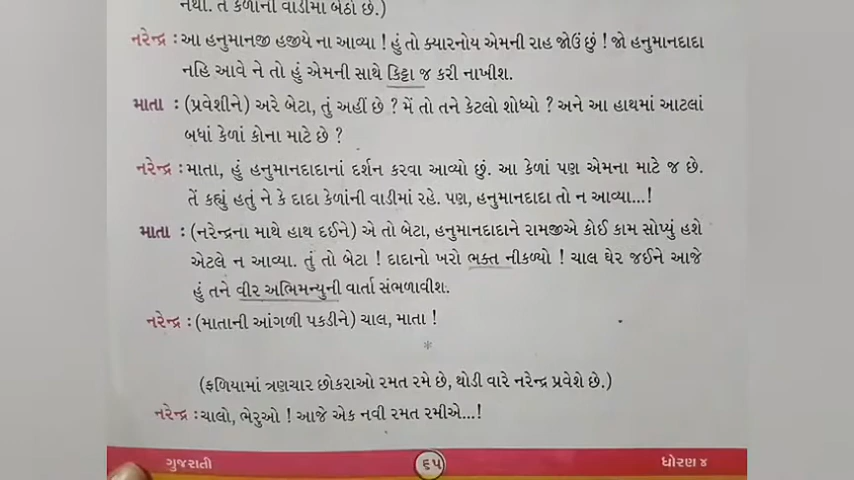 નથી. તે કેળાંની વાડીમાં બેઠો છે.)
નરેન્દ્ર : આ હનુમાનજી હજીયે ના આવ્યા ! હું તો ક્યારનોય એમની રાહ જોઉં છું ! જો હનુમાનદાદા
નહિ આવે ને તો હું એમની સાથે કિટ્ટા જ કરી નાખીશ.
માતા : (પ્રવેશીને) અરે બેટા, તું અહીં છે ? મેં તો તને કેટલો શોધ્યો ? અને આ હાથમાં આટલાં
બધાં કેળાં કોના માટે છે ?
નરેન્દ્ર : માતા, હું હનુમાનદાદાનાં દર્શન કરવા આવ્યો છું. આ કેળાં પણ એમના માટે જ છે.
તેં કહ્યું હતું ને કે દાદા કેળાંની વાડીમાં રહે. પણ, હનુમાનદાદા તો ન આવ્યા...!
માતા : (નરેન્દ્રના માથે હાથ દઈને) એ તો બેટા, હનુમાનદાદાને રામજીએ કોઈ કામ સોપ્યું હશે
એટલે ન આવ્યા. તું તો બેટા ! દાદાનો ખરો ભક્ત નીકળ્યો ! ચાલ ઘેર જઈને આજે
હું તને વીર અભિમન્યુની વાર્તા સંભળાવીશ.
નરેન્દ્ર : (માતાની આંગળી પકડીને) ચાલ, માતા !
*
(ફળિયામાં ત્રણચાર છોકરાઓ રમત રમે છે, થોડી વારે નરેન્દ્ર પ્રવેશે છે.)
નરેન્દ્ર : ચાલો, ભેરુઓ ! આજે એક નવી રમત રમીએ...!
ગુજરાતી ૬૫ ધોરણ ૪